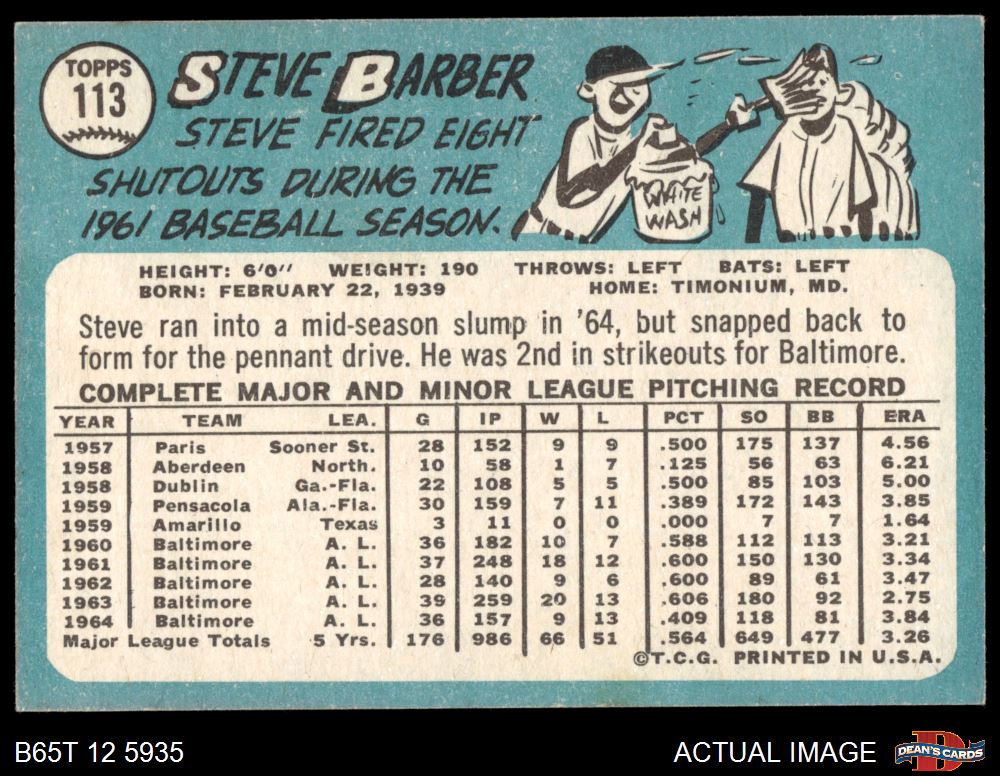 TOPPS
113
STEVE BARBER
STEVE FIRED EIGHT
SHUTOUTS DURING THE
1961 BASEBALL SEASON.
WHITE
WASH
HEIGHT: 6'0" WEIGHT: 190 THROWS: LEFT BATS: LEFT
BORN: FEBRUARY 22, 1939 HOME: TIMONIUM, MD.
Steve ran into a mid-season slump in '64, but snapped back to
form for the pennant drive. He was 2nd in strikeouts for Baltimore.
COMPLETE MAJOR AND MINOR LEAGUE PITCHING RECORD
YEAR TEAM LEA. G IP W L PCT SO BB ERA
1957 Paris Sooner St. 28 152 9 9 .500 175 137 4.56
1958 Aberdeen North. 10 58 1 7 .125 56 63 6.21
1958 Dublin Ga.-Fla. 22 108 5 5 .500 85 103 5.00
1959 Pensacola Ala.-Fla. 30 159 7 11 .389 172 143 3.85
1959 Amarillo Texas 3 11 0 0 .000 7 7 1.64
1960 Baltimore A. L. 36 182 10 7 .588 112 113 3.21
1961 Baltimore A. L. 37 248 18 12 .600 150 130 3.34
1962 Baltimore A. L. 28 140 9 6 .600 89 61 3.47
1963 Baltimore A. L. 39 259 20 13 .606 180 92 2.75
1964 Baltimore A. L. 36 157 9 13 .409 118 81 3.84
Major League Totals 5 Yrs. 176 986 66 51 .564 649 477 3.26
©T.C.G. PRINTED IN U.S.A.
B65T 12 5935 ACTUAL IMAGE
D
DEAN'S CARDS